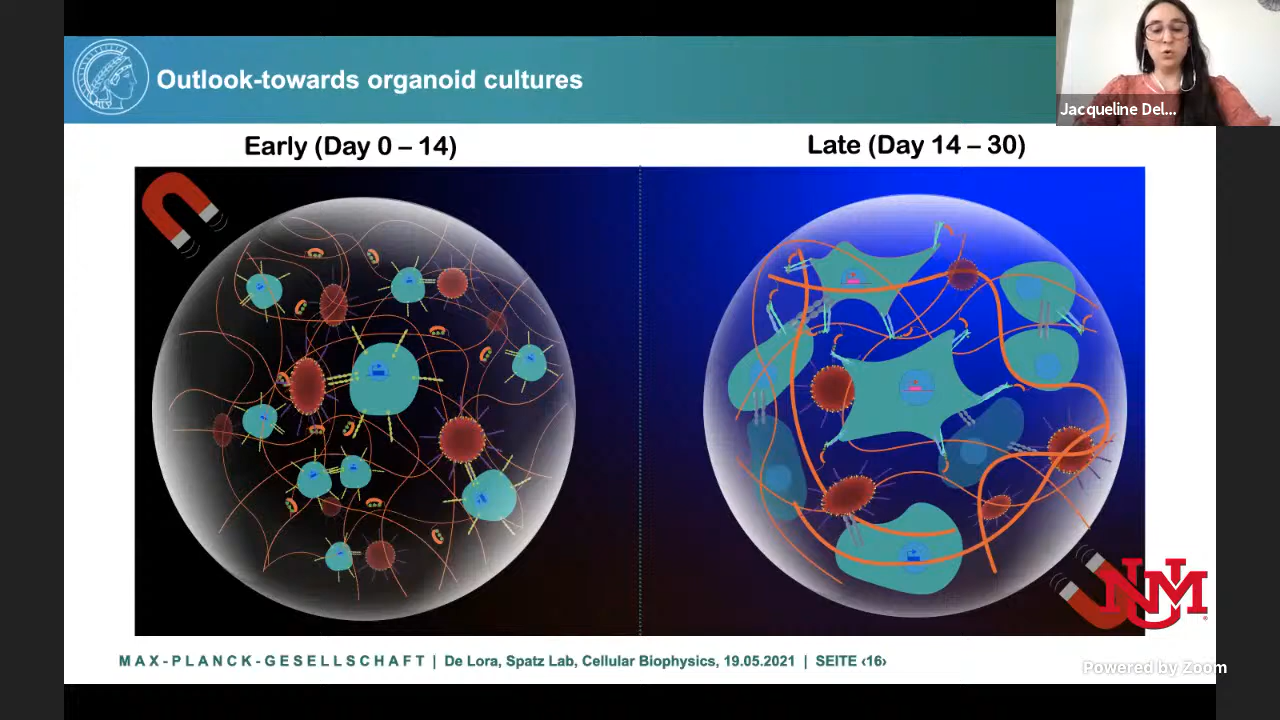 Outlook-towards organoid cultures
Jacqueline Del...
Early (Day 0 – 14)
Late (Day 14 – 30)
UNM
MAX-PLANCK-GESELLSCHAFT | De Lora, Spatz Lab, Cellular Biophysics, 19.05.2021 | SEITE ‹16›
Powered by Zoom